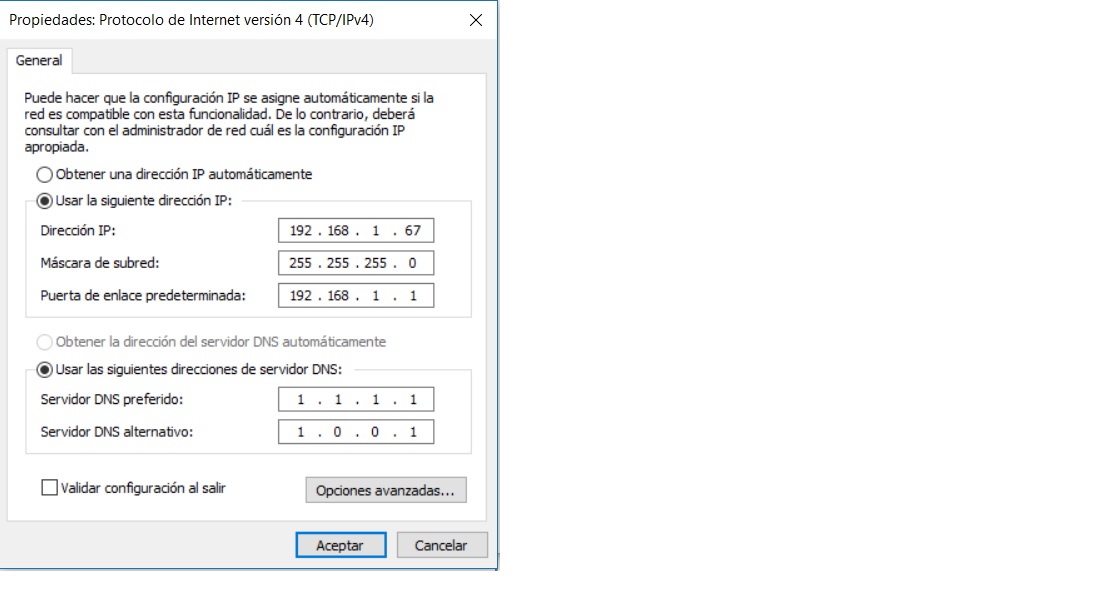 Propiedades: Protocolo de Internet versión 4 (TCP/IPv4)
General
Puede hacer que la configuración IP se asigne automáticamente si la
red es compatible con esta funcionalidad. De lo contrario, deberá
consultar con el administrador de red cuál es la configuración IP
apropiada.
Obtener una dirección IP automáticamente
Usar la siguiente dirección IP:
Dirección IP: 192 . 168 . 1 . 67
Máscara de subred: 255 . 255 . 255 . 0
Puerta de enlace predeterminada: 192 . 168 . 1 . 1
Obtener la dirección del servidor DNS automáticamente
Usar las siguientes direcciones de servidor DNS:
Servidor DNS preferido: 1 . 1 . 1 . 1
Servidor DNS alternativo: 1 . 0 . 0 . 1
Validar configuración al salir
Opciones avanzadas...
Aceptar
Cancelar